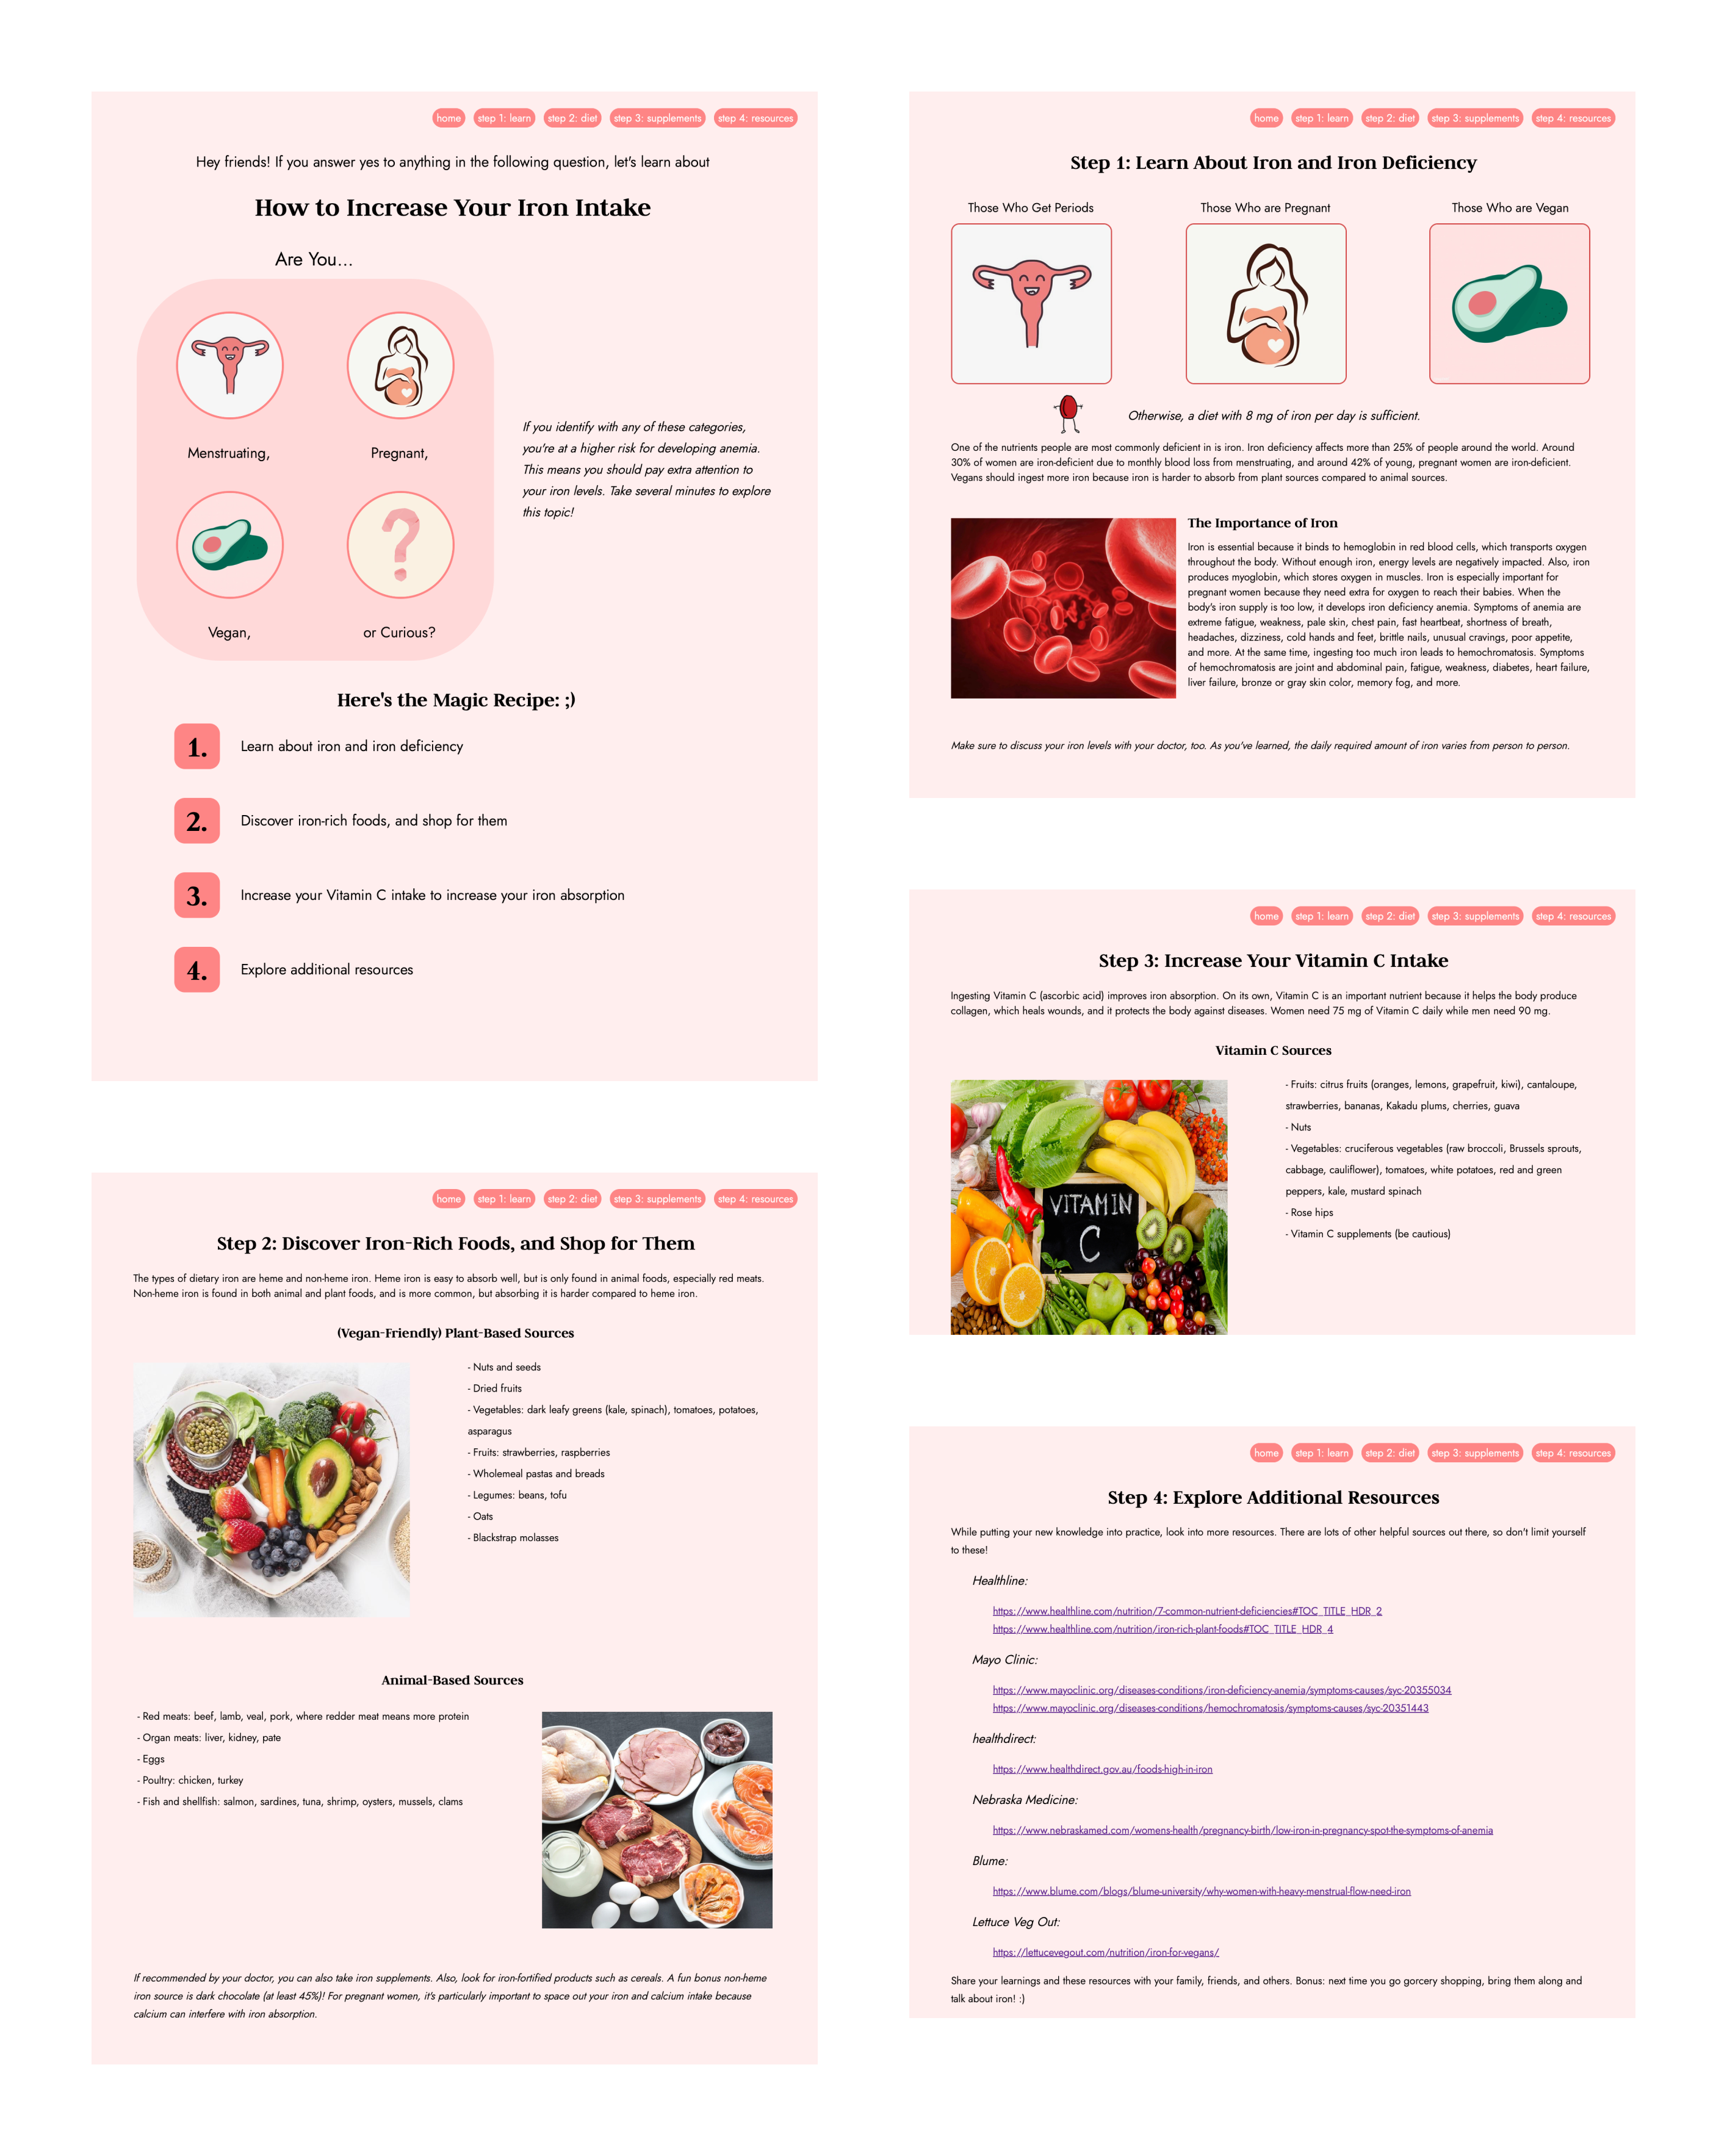 home step 1: learn step 2: diet step 3: supplements step 4: resources
Hey friends! If you answer yes to anything in the following question, let's learn about
How to Increase Your Iron Intake
Are You...
Menstruating,
Pregnant,
Vegan,
or Curious?
If you identify with any of these categories,
you're at a higher risk for developing anemia.
This means you should pay extra attention to
your iron levels. Take several minutes to explore
this topic!
Here's the Magic Recipe: ;)
1. Learn about iron and iron deficiency
2. Discover iron-rich foods, and shop for them
3. Increase your Vitamin C intake to increase your iron absorption
4. Explore additional resources
home step 1: learn step 2: diet step 3: supplements step 4: resources
Step 1: Learn About Iron and Iron Deficiency
Those Who Get Periods
Those Who are Pregnant
Those Who are Vegan
Otherwise, a diet with 8 mg of iron per day is sufficient.
One of the nutrients people are most commonly deficient in is iron. Iron deficiency affects more than 25% of people around the world. Around
30% of women are iron-deficient due to monthly blood loss from menstruating, and around 42% of young, pregnant women are iron-deficient.
Vegans should ingest more iron because iron is harder to absorb from plant sources compared to animal sources.
The Importance of Iron
Iron is essential because it binds to hemoglobin in red blood cells, which transports oxygen
throughout the body. Without enough iron, energy levels are negatively impacted. Also, iron
produces myoglobin, which stores oxygen in muscles. Iron is especially important for
pregnant women because they need extra for oxygen to reach their babies. When the
body's iron supply is too low, it develops iron deficiency anemia. Symptoms of anemia are
extreme fatigue, weakness, pale skin, chest pain, fast heartbeat, shortness of breath,
headaches, dizziness, cold hands and feet, brittle nails, unusual cravings, poor appetite,
and more. At the same time, ingesting too much iron leads to hemochromatosis. Symptoms
of hemochromatosis are joint and abdominal pain, fatigue, weakness, diabetes, heart failure,
liver failure, bronze or gray skin color, memory fog, and more.
Make sure to discuss your iron levels with your doctor, too. As you've learned, the daily required amount of iron varies from person to person.
home step 1: learn step 2: diet step 3: supplements step 4: resources
Step 2: Discover Iron-Rich Foods, and Shop for Them
The types of dietary iron are heme and non-heme iron. Heme iron is easy to absorb well, but is only found in animal foods, especially red meats.
Non-heme iron is found in both animal and plant foods, and is more common, but absorbing it is harder compared to heme iron.
(Vegan-Friendly) Plant-Based Sources
- Nuts and seeds
- Dried fruits
- Vegetables: dark leafy greens (kale, spinach), tomatoes, potatoes,
asparagus
- Fruits: strawberries, raspberries
- Wholemeal pastas and breads
- Legumes: beans, tofu
- Oats
- Blackstrap molasses
Animal-Based Sources
- Red meats: beef, lamb, veal, pork, where redder meat means more protein
- Organ meats: liver, kidney, pate
- Eggs
- Poultry: chicken, turkey
- Fish and shellfish: salmon, sardines, tuna, shrimp, oysters, mussels, clams
If recommended by your doctor, you can also take iron supplements. Also, look for iron-fortified products such as cereals. A fun bonus non-heme
iron source is dark chocolate (at least 45%)! For pregnant women, it's particularly important to space out your iron and calcium intake because
calcium can interfere with iron absorption.
home step 1: learn step 2: diet step 3: supplements step 4: resources
Step 3: Increase Your Vitamin C Intake
Ingesting Vitamin C (ascorbic acid) improves iron absorption. On its own, Vitamin C is an important nutrient because it helps the body produce
collagen, which heals wounds, and it protects the body against diseases. Women need 75 mg of Vitamin C daily while men need 90 mg.
Vitamin C Sources
VITAMIN
C
- Fruits: citrus fruits (oranges, lemons, grapefruit, kiwi), cantaloupe,
strawberries, bananas, Kakadu plums, cherries, guava
- Nuts
- Vegetables: cruciferous vegetables (raw broccoli, Brussels sprouts,
cabbage, cauliflower), tomatoes, white potatoes, red and green
peppers, kale, mustard spinach
- Rose hips
- Vitamin C supplements (be cautious)
home step 1: learn step 2: diet step 3: supplements step 4: resources
Step 4: Explore Additional Resources
While putting your new knowledge into practice, look into more resources. There are lots of other helpful sources out there, so don't limit yourself
to these!
Healthline:
https://www.healthline.com/nutrition/7-common-nutrient-deficiencies#TOC_TITLE_HDR_2
https://www.healthline.com/nutrition/iron-rich-plant-foods#TOC_TITLE_HDR_4
Mayo Clinic:
https://www.mayoclinic.org/diseases-conditions/iron-deficiency-anemia/symptoms-causes/syc-20355034
https://www.mayoclinic.org/diseases-conditions/hemochromatosis/symptoms-causes/syc-20351443
healthdirect:
https://www.healthdirect.gov.au/foods-high-in-iron
Nebraska Medicine:
https://www.nebraskamed.com/womens-health/pregnancy-birth/low-iron-in-pregnancy-spot-the-symptoms-of-anemia
Blume:
https://www.blume.com/blogs/blume-university/why-women-with-heavy-menstrual-flow-need-iron
Lettuce Veg Out:
https://lettucevegout.com/nutrition/iron-for-vegans/
Share your learnings and these resources with your family, friends, and others. Bonus: next time you go gorcery shopping, bring them along and
talk about iron! :)